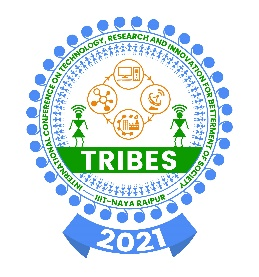 INTERNATIONAL CONFERENCE ON TECHNOLOGY, RESEARCH AND INNOVATION FOR BETTERMENT OF SOCIETY
TRIBES
IIIT-NAYA RAIPUR
2021